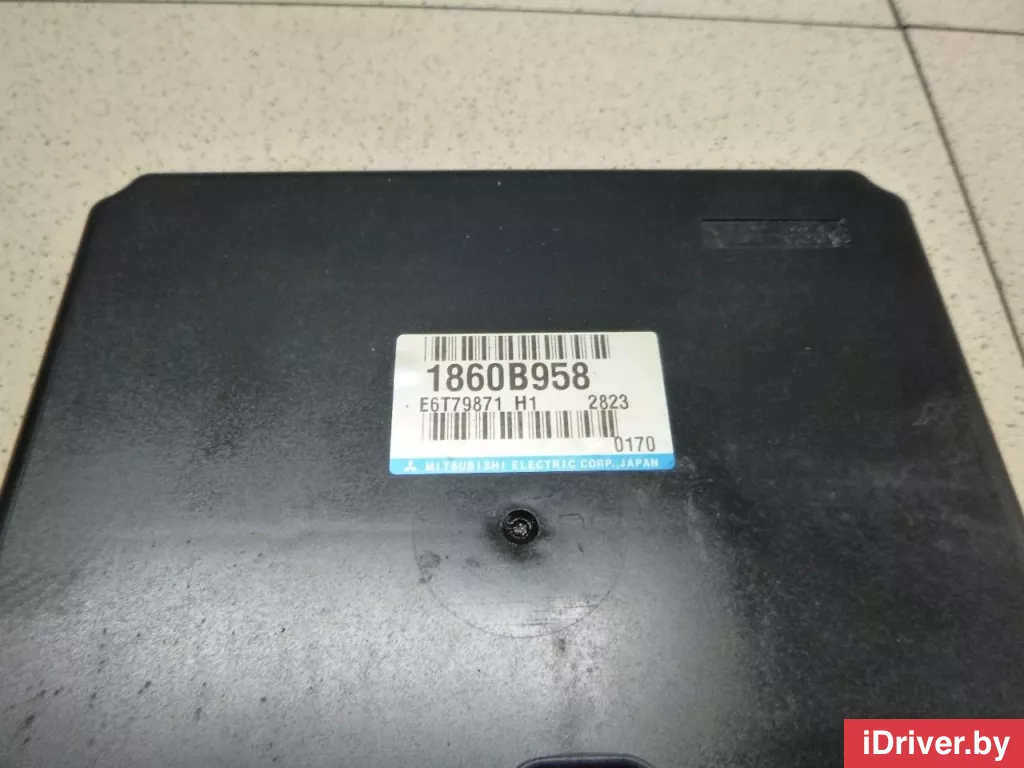 1860B958
E6T79871 H1 2823
0170
MITSUBISHI ELECTRIC CORP., JAPAN
iDriver.by